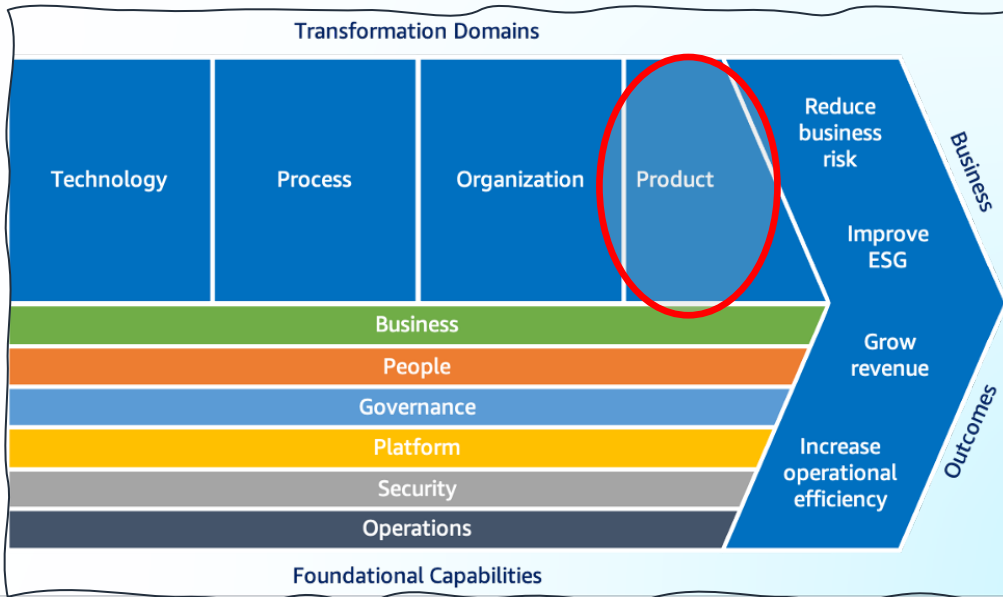 Transformation Domains
Technology
Process
Organization
Product
Reduce
business
risk
Improve
ESG
Grow
revenue
Increase
operational
efficiency
Business
Outcomes
Business
People
Governance
Platform
Security
Operations
Foundational Capabilities